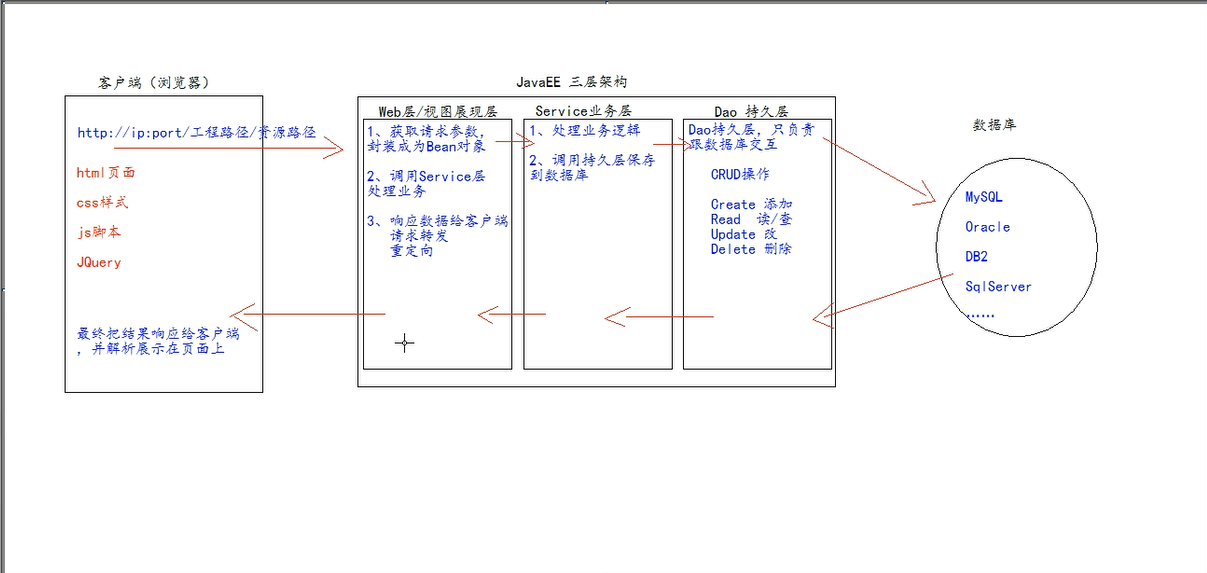 客户端（浏览器）
http://ip:port/工程路径/资源路径
html页面
css样式
js脚本
JQuery
最终把结果响应给客户端
，并解析展示在页面上
JavaEE 三层架构
Web层/视图展现层
1、获取请求参数，
封装成为Bean对象
2、调用Service层
处理业务
3、响应数据给客户端
请求转发
重定向
Service业务层
1、处理业务逻辑
2、调用持久层保存
到数据库
Dao 持久层
Dao持久层，只负责
跟数据库交互
CRUD操作
Create 添加
Read 读/查
Update 改
Delete 删除
数据库
MySQL
Oracle
DB2
SqlServer
......